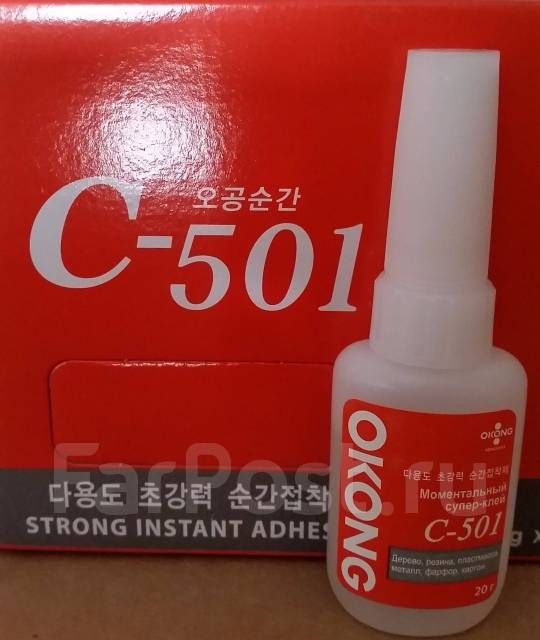 오공순간
C-501
다용도 초강력 순간접착
STRONG INSTANT ADHES
OKONG
OKONG
다용도 초강력 순간접착제
Моментальный
супер-клей
C-501
Дерево, резина, пластмасса,
металл, фарфор, картон
20 г
FarPost.ru